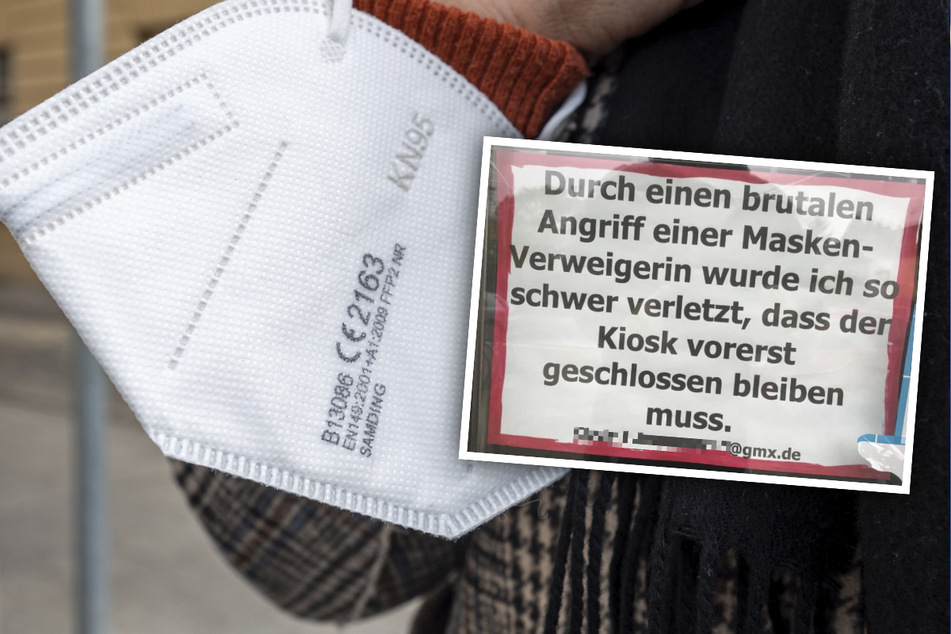 KN95
B13086 CE 2163
EN149:2001+A1:2009 FFP2 NR
SAMDING
Durch einen brutalen
Angriff einer Masken-
Verweigerin wurde ich so
schwer verletzt, dass der
Kiosk vorerst
geschlossen bleiben
muss.
@gmx.de